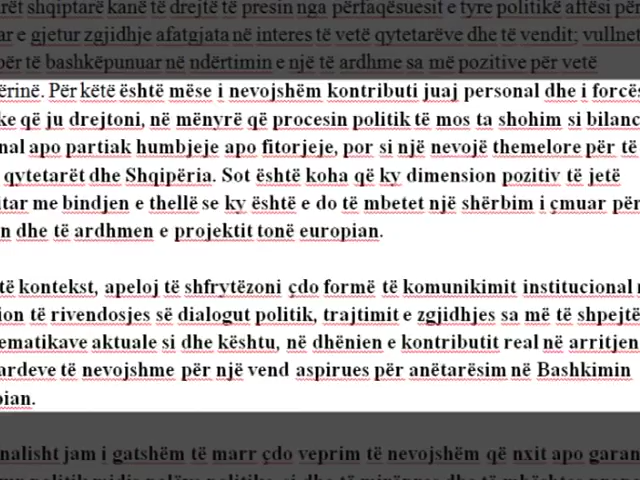 rët shqiptarë kanë të drejtë të presin nga përfaqësuesit e tyre politikë aftësi për
ar e gjetur zgjidhje afatgjata në interes të vetë qytetarëve dhe të vendit; vullnet
për të bashkëpunuar në ndërtimin e një të ardhme sa më pozitive për vetë
ërinë. Për këtë është mëse i nevojshëm kontributi juaj personal dhe i forcës
ke që ju drejtoni, në mënyrë që procesin politik të mos ta shohim si bilanc
nal apo partiak humbjeje apo fitorjeje, por si një nevojë themelore për të
qytetarët dhe Shqipëria. Sot është koha që ky dimension pozitiv të jetë
itar me bindjen e thellë se ky është e do të mbetet një shërbim i çmuar për
n dhe të ardhmen e projektit tonë europian.
të kontekst, apeloj të shfrytëzoni çdo formë të komunikimit institucional
ion të rivendosjes së dialogut politik, trajtimit e zgjidhjes sa më të shpejtë
ematikave aktuale si dhe kështu, në dhënien e kontributit real në arritjen
ardeve të nevojshme për një vend aspirues për anëtarësim në Bashkimin
pian.
nalisht jam i gatshëm të marr çdo veprim të nevojshëm që nxit apo garan